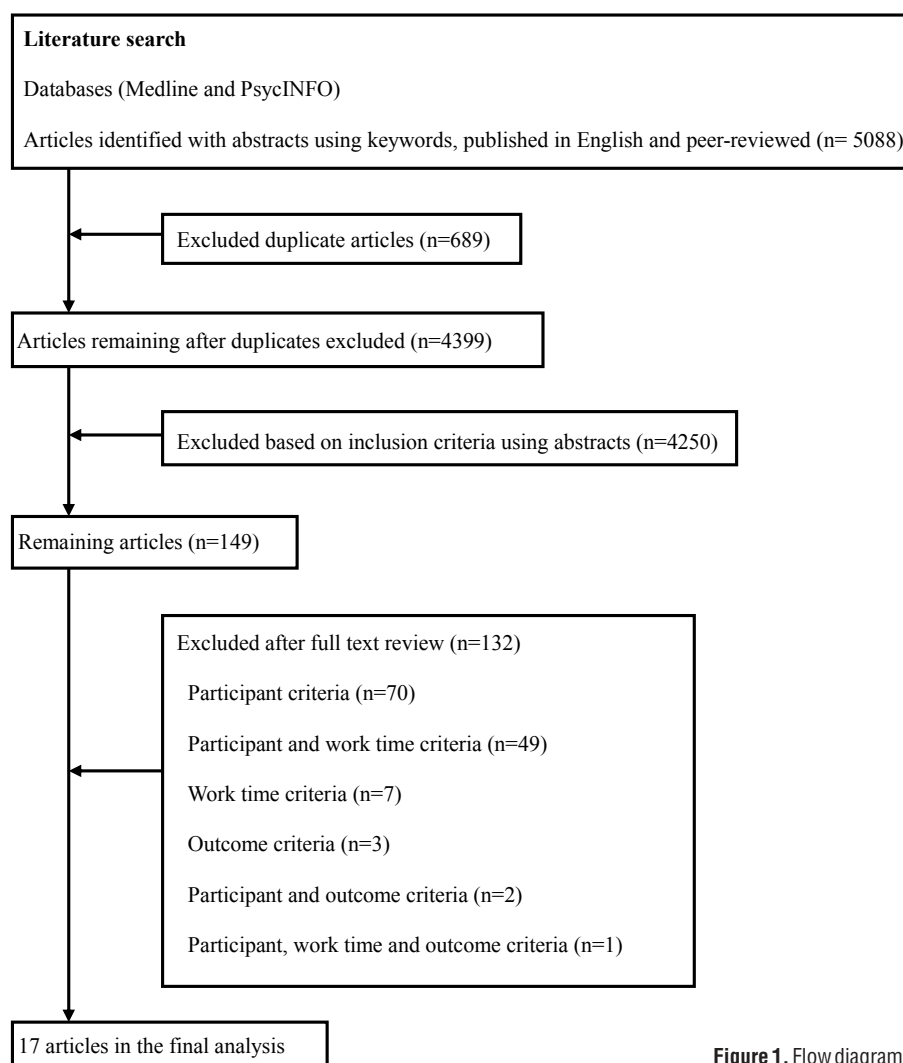 Literature search
Databases (Medline and PsycINFO)
Articles identified with abstracts using keywords, published in English and peer-reviewed (n= 5088)
Excluded duplicate articles (n=689)
Articles remaining after duplicates excluded (n=4399)
Excluded based on inclusion criteria using abstracts (n=4250)
Remaining articles (n=149)
Excluded after full text review (n=132)
Participant criteria (n=70)
Participant and work time criteria (n=49)
Work time criteria (n=7)
Outcome criteria (n=3)
Participant and outcome criteria (n=2)
Participant, work time and outcome criteria (n=1)
17 articles in the final analysis
Figure 1. Flow diagram